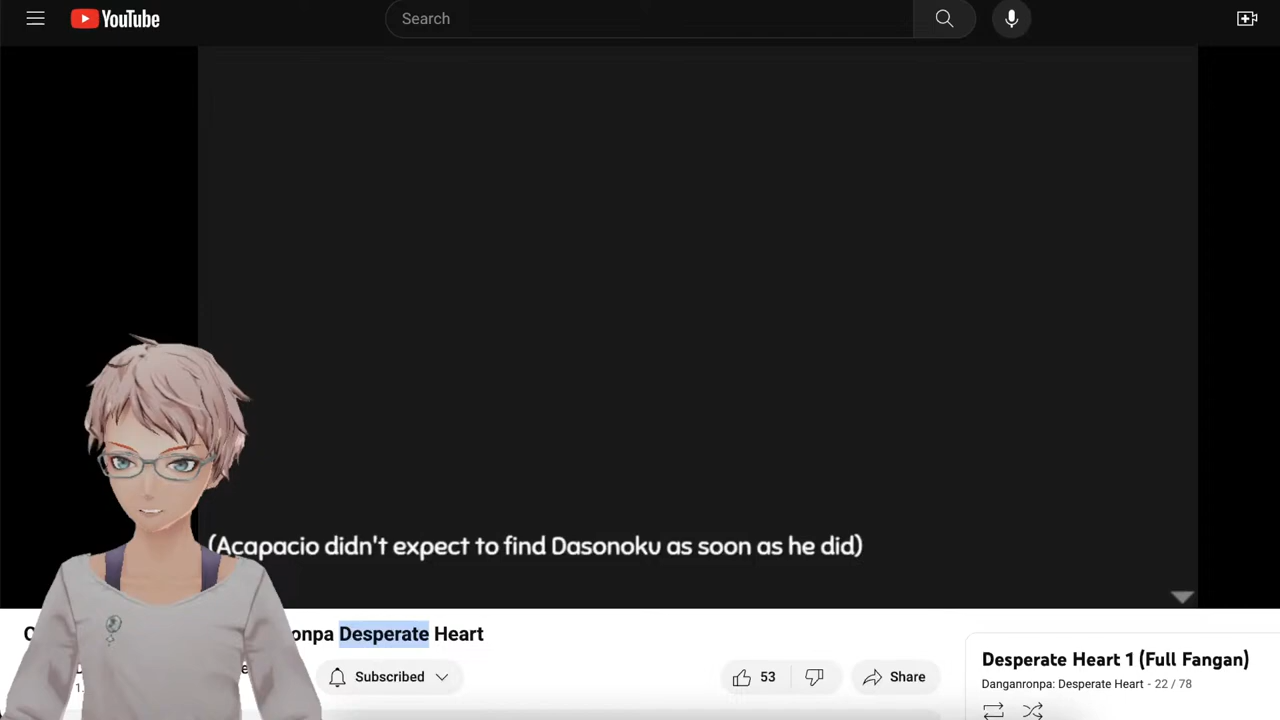 YouTube
Search
(Acapacio didn't expect to find Dasonoku as soon as he did)
Desperate Heart
Subscribed
53
Share
Desperate Heart 1 (Full Fangan)
Danganronpa: Desperate Heart - 22 / 78